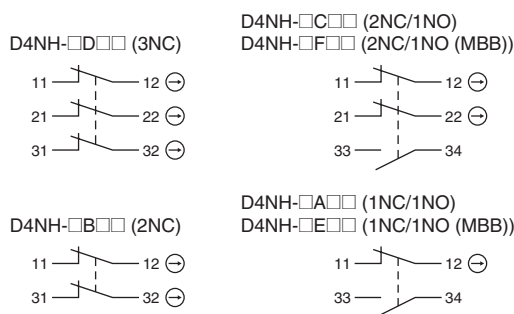 D4NH-□D□□ (3NC)
11 12
21 22
31 32
D4NH-□C□□ (2NC/1NO)
D4NH-□F□□ (2NC/1NO (MBB))
11 12
21 22
33 34
D4NH-□B□□ (2NC)
11 12
31 32
D4NH-□A□□ (1NC/1NO)
D4NH-□E□□ (1NC/1NO (MBB))
11 12
33 34